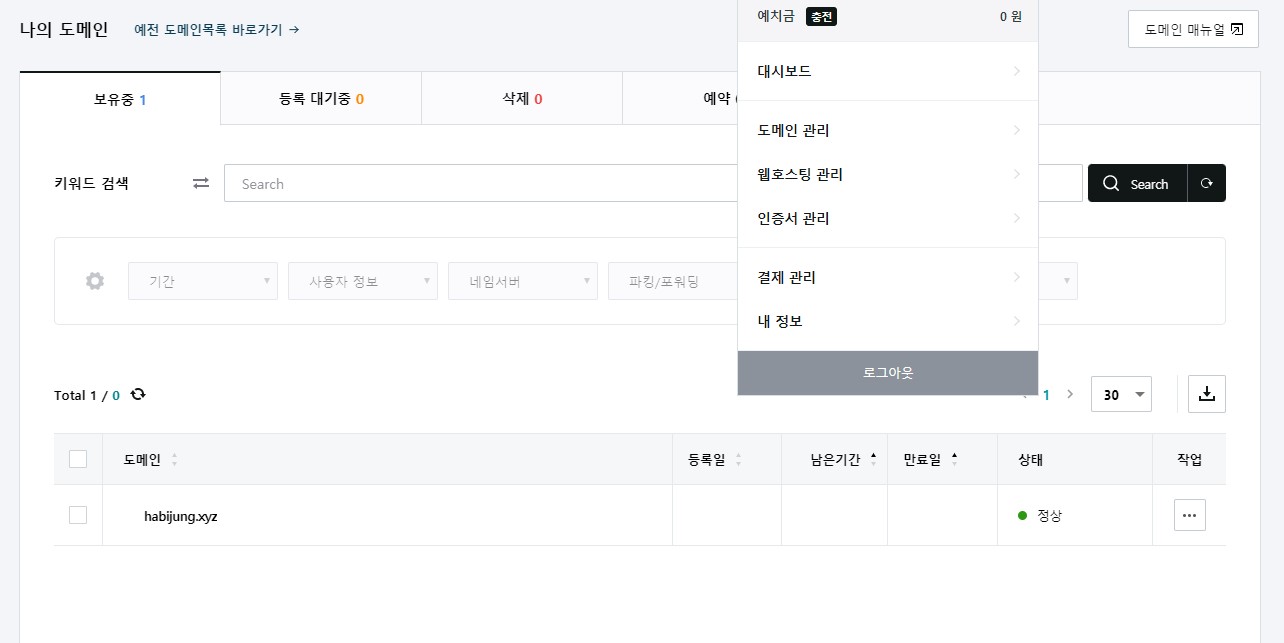 나의 도메인
예전 도메인목록 바로가기 →
예치금 충전 0 원
도메인 매뉴얼
보유중 1
등록 대기중 0
삭제 0
예약
대시보드
도메인 관리
웹호스팅 관리
인증서 관리
결제 관리
내 정보
로그아웃
키워드 검색
Search
Search
기간
사용자 정보
네임서버
파킹/포워딩
Total 1 / 0
1
30
도메인
등록일
남은기간
만료일
상태
작업
habijung.xyz
정상